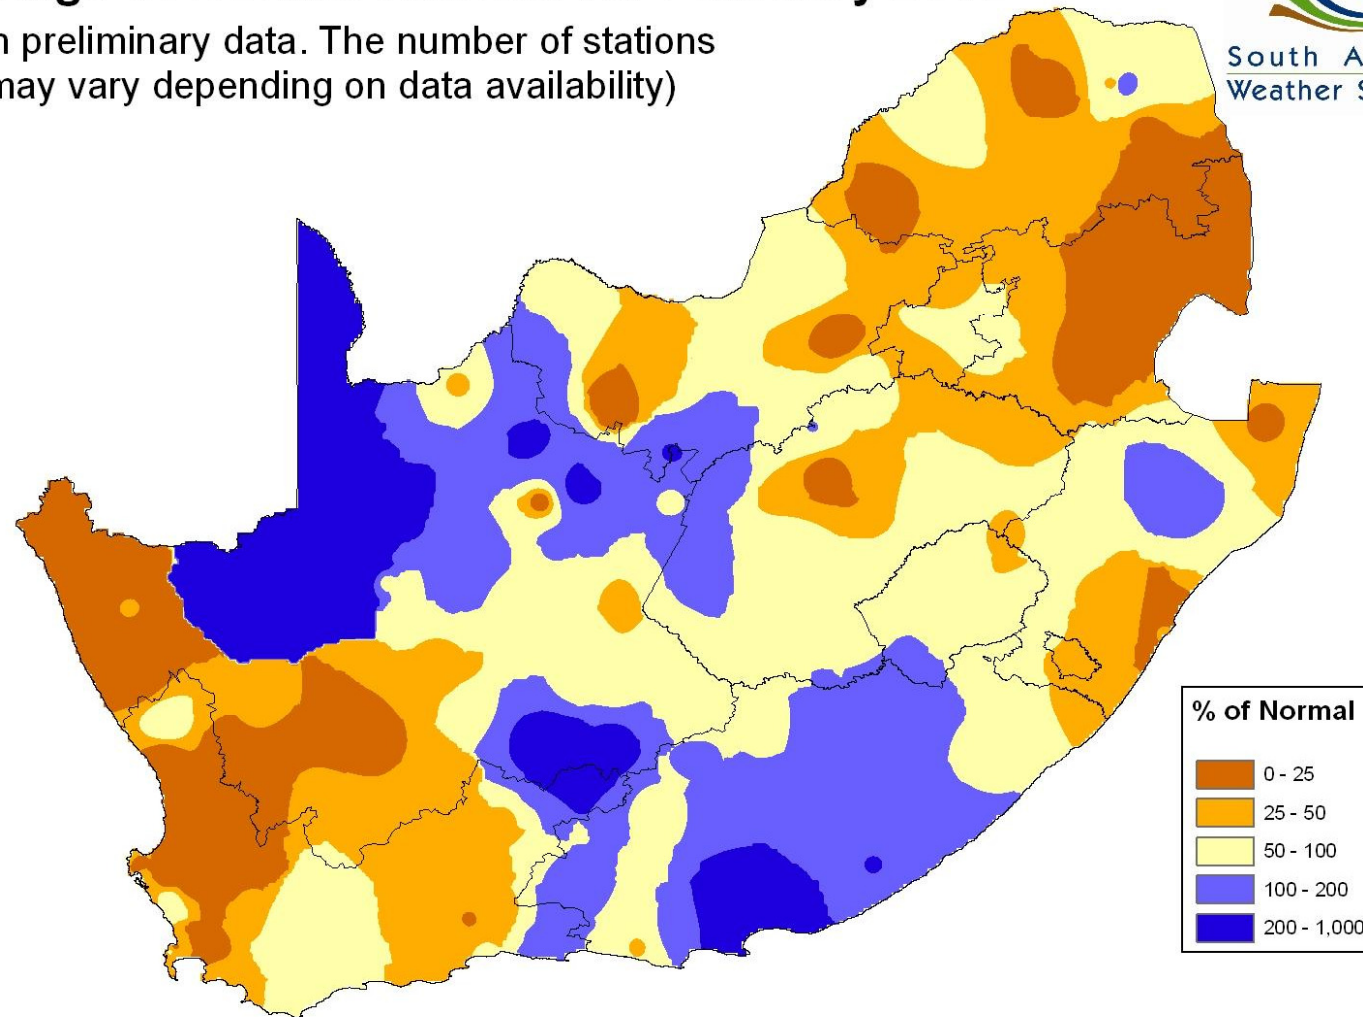 n preliminary data. The number of stations
may vary depending on data availability)
South A
Weather S
% of Normal
0 - 25
25 - 50
50 - 100
100 - 200
200 - 1,000